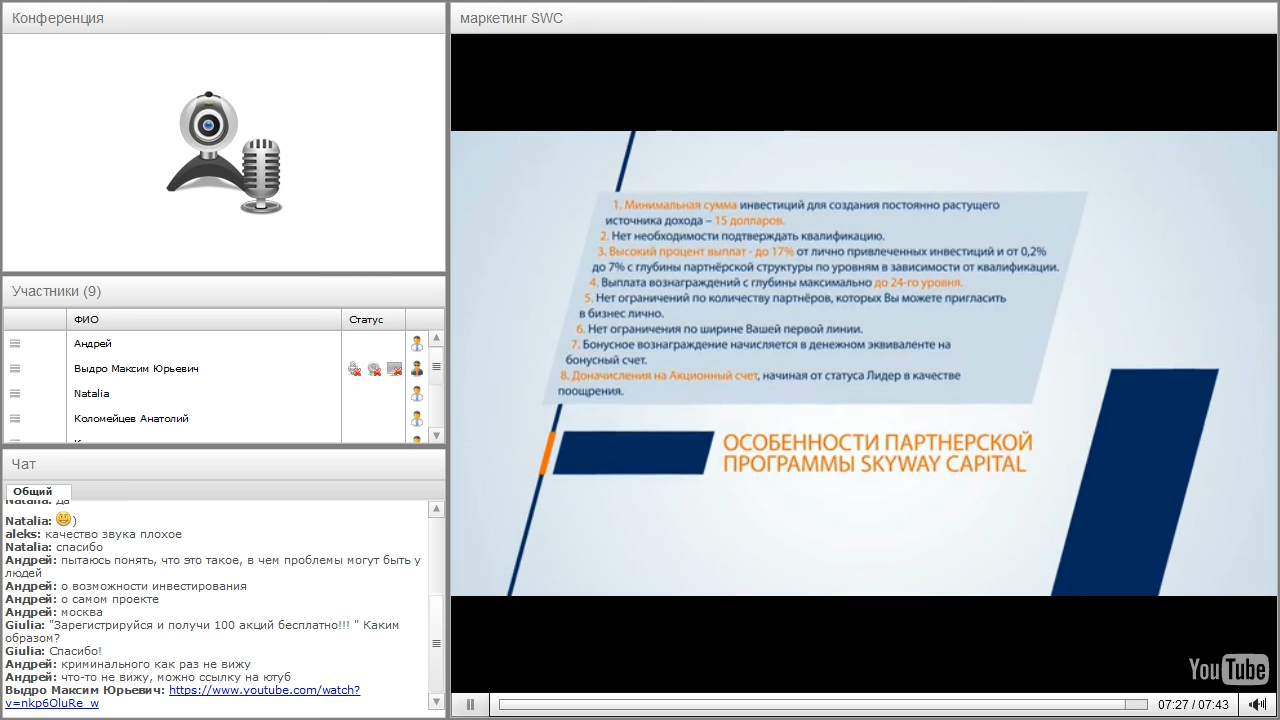 Конференция
Участники (9)
ФИО
Статус
Андрей
Выдро Максим Юрьевич
Natalia
Коломейцев Анатолий
Чат
Общий
Natalia: да
Natalia: )
aleks: качество звука плохое
Natalia: спасибо
Андрей: пытаюсь понять, что это такое, в чем проблемы могут быть у
людей
Андрей: о возможности инвестирования
Андрей: о самом проекте
Андрей: москва
Giulia: "Зарегистрируйся и получи 100 акций бесплатно!!! " Каким
образом?
Giulia: Спасибо!
Андрей: криминального как раз не вижу
Андрей: что-то не вижу, можно ссылку на ютуб
Выдро Максим Юрьевич: https://www.youtube.com/watch?
v=nkp6OluRe_w
маркетинг SWC
1. Минимальная сумма инвестиций для создания постоянно растущего
источника дохода – 15 долларов.
2. Нет необходимости подтверждать квалификацию.
3. Высокий процент выплат - до 17% от лично привлеченных инвестиций и от 0,2%
до 7% с глубины партнёрской структуры по уровням в зависимости от квалификации.
4. Выплата вознаграждений с глубины максимально до 24-го уровня.
5. Нет ограничений по количеству партнёров, которых Вы можете пригласить
в бизнес лично.
6. Нет ограничения по ширине Вашей первой линии.
7. Бонусное вознаграждение начисляется в денежном эквиваленте на
бонусный счет.
8. Доначисления на Акционный счет, начиная от статуса Лидер в качестве
поощрения.
ОСОБЕННОСТИ ПАРТНЕРСКОЙ
ПРОГРАММЫ SKYWAY CAPITAL
YouTube
07:27 / 07:43